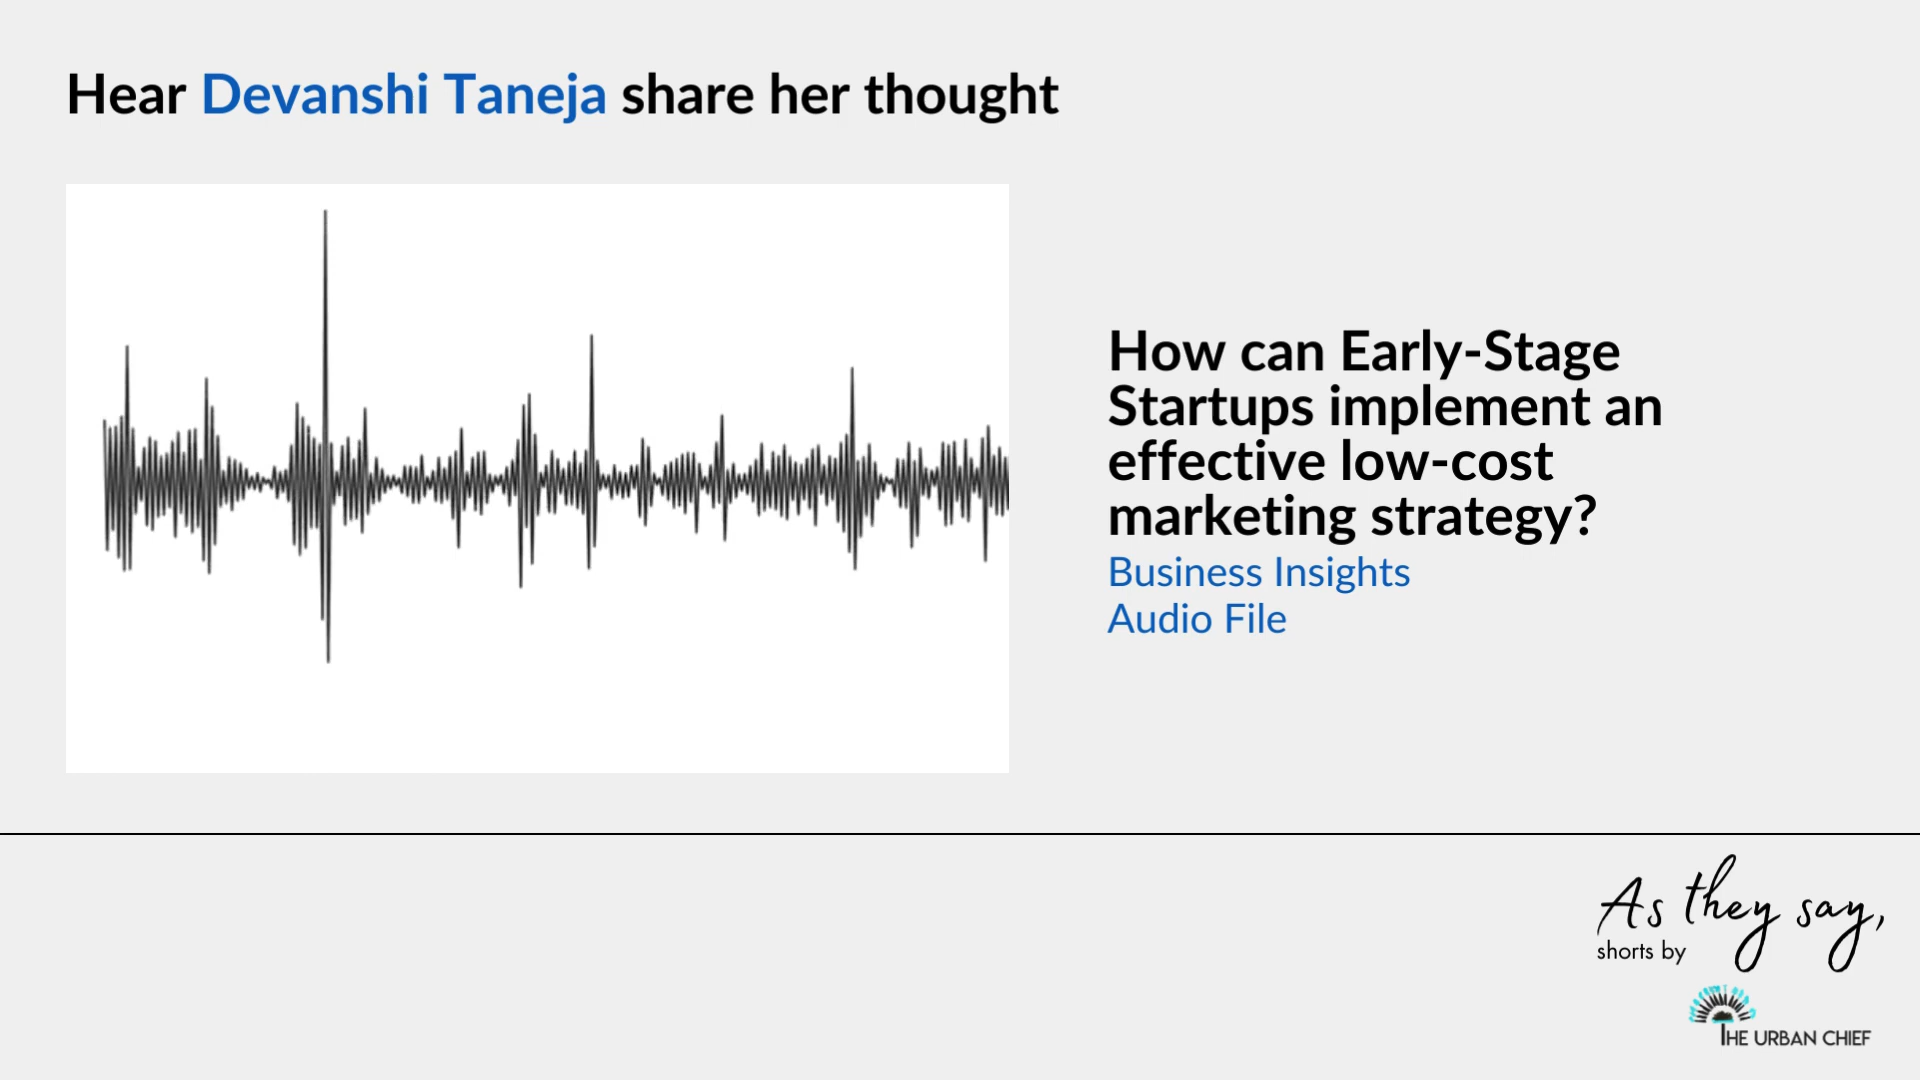 Hear Devanshi Taneja share her thought
How can Early-Stage
Startups implement an
effective low-cost
marketing strategy?
Business Insights
Audio File
As they say,
shorts by
THE URBAN CHIEF